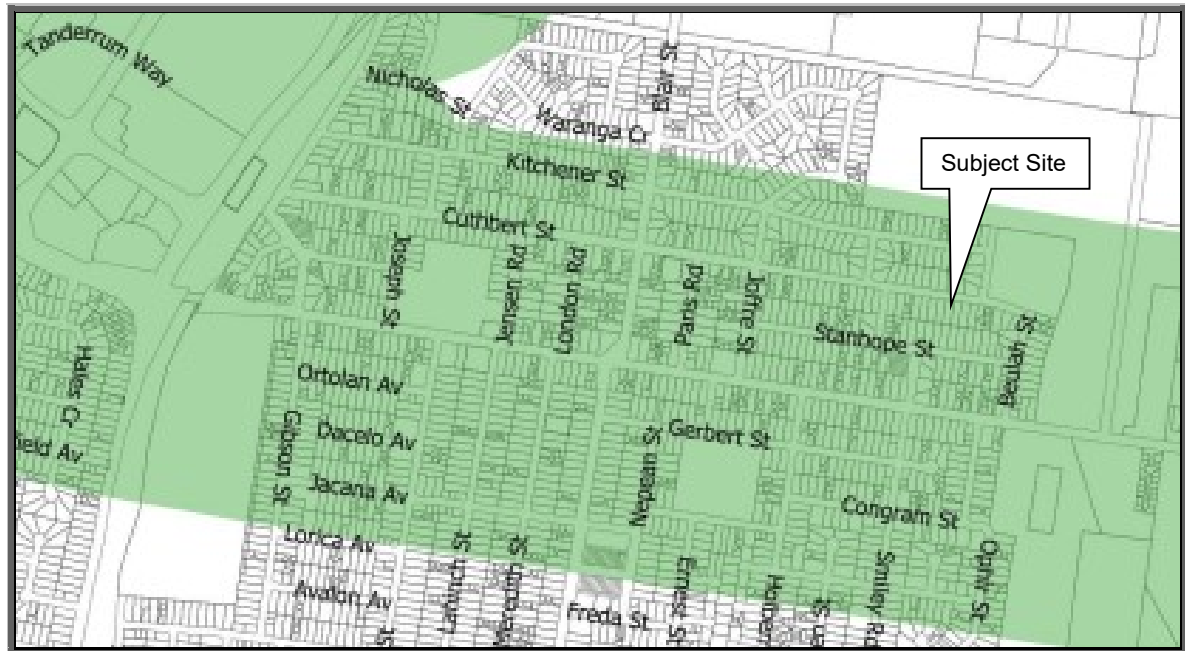 Tanderrum Way
Nicholas St
Blair St
Waranga Cr
Subject Site
Kitchener St
Cuthbert St
Joseph St
Jensen Rd
London Rd
Paris Rd
Joffre St
Stanhope St
Beulah St
Hales Cr
Ortolan Av
Gibson St
Dacelo Av
Nepean St
Gerbert St
field Av
Jacana Av
Congram St
Lorica Av
Ernest St
Smiley Rd
Ophir St
Avalon Av
Freda St
St